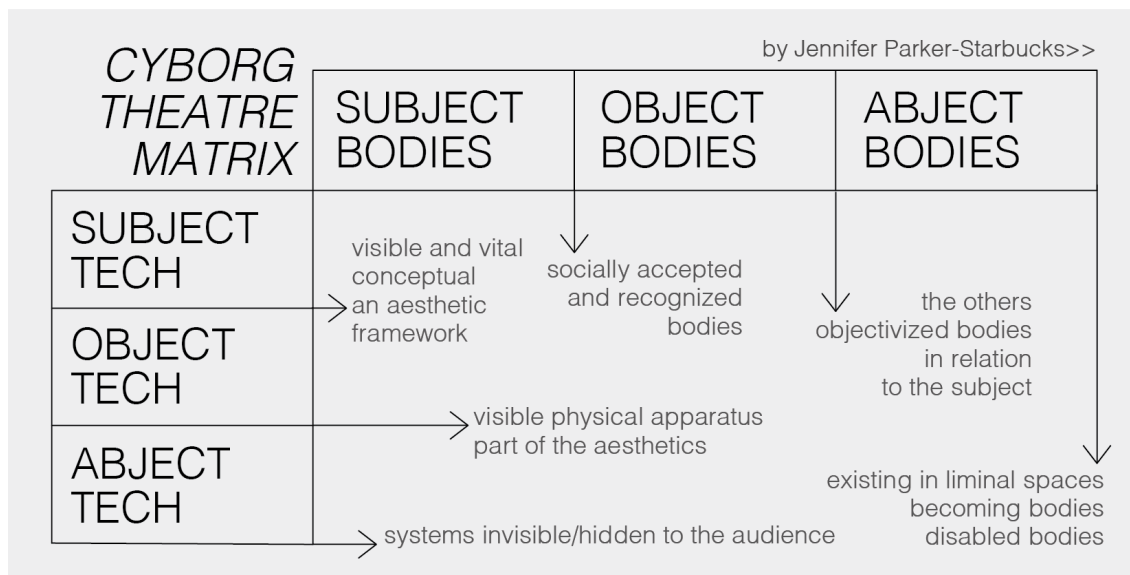 by Jennifer Parker-Starbucks>>
CYBORG
THEATRE
MATRIX
SUBJECT
BODIES
OBJECT
BODIES
ABJECT
BODIES
SUBJECT
TECH
visible and vital
conceptual
an aesthetic
framework
socially accepted
and recognized
bodies
the others
objectivized bodies
in relation
to the subject
OBJECT
TECH
visible physical apparatus
part of the aesthetics
ABJECT
TECH
existing in liminal spaces
becoming bodies
disabled bodies
systems invisible/hidden to the audience